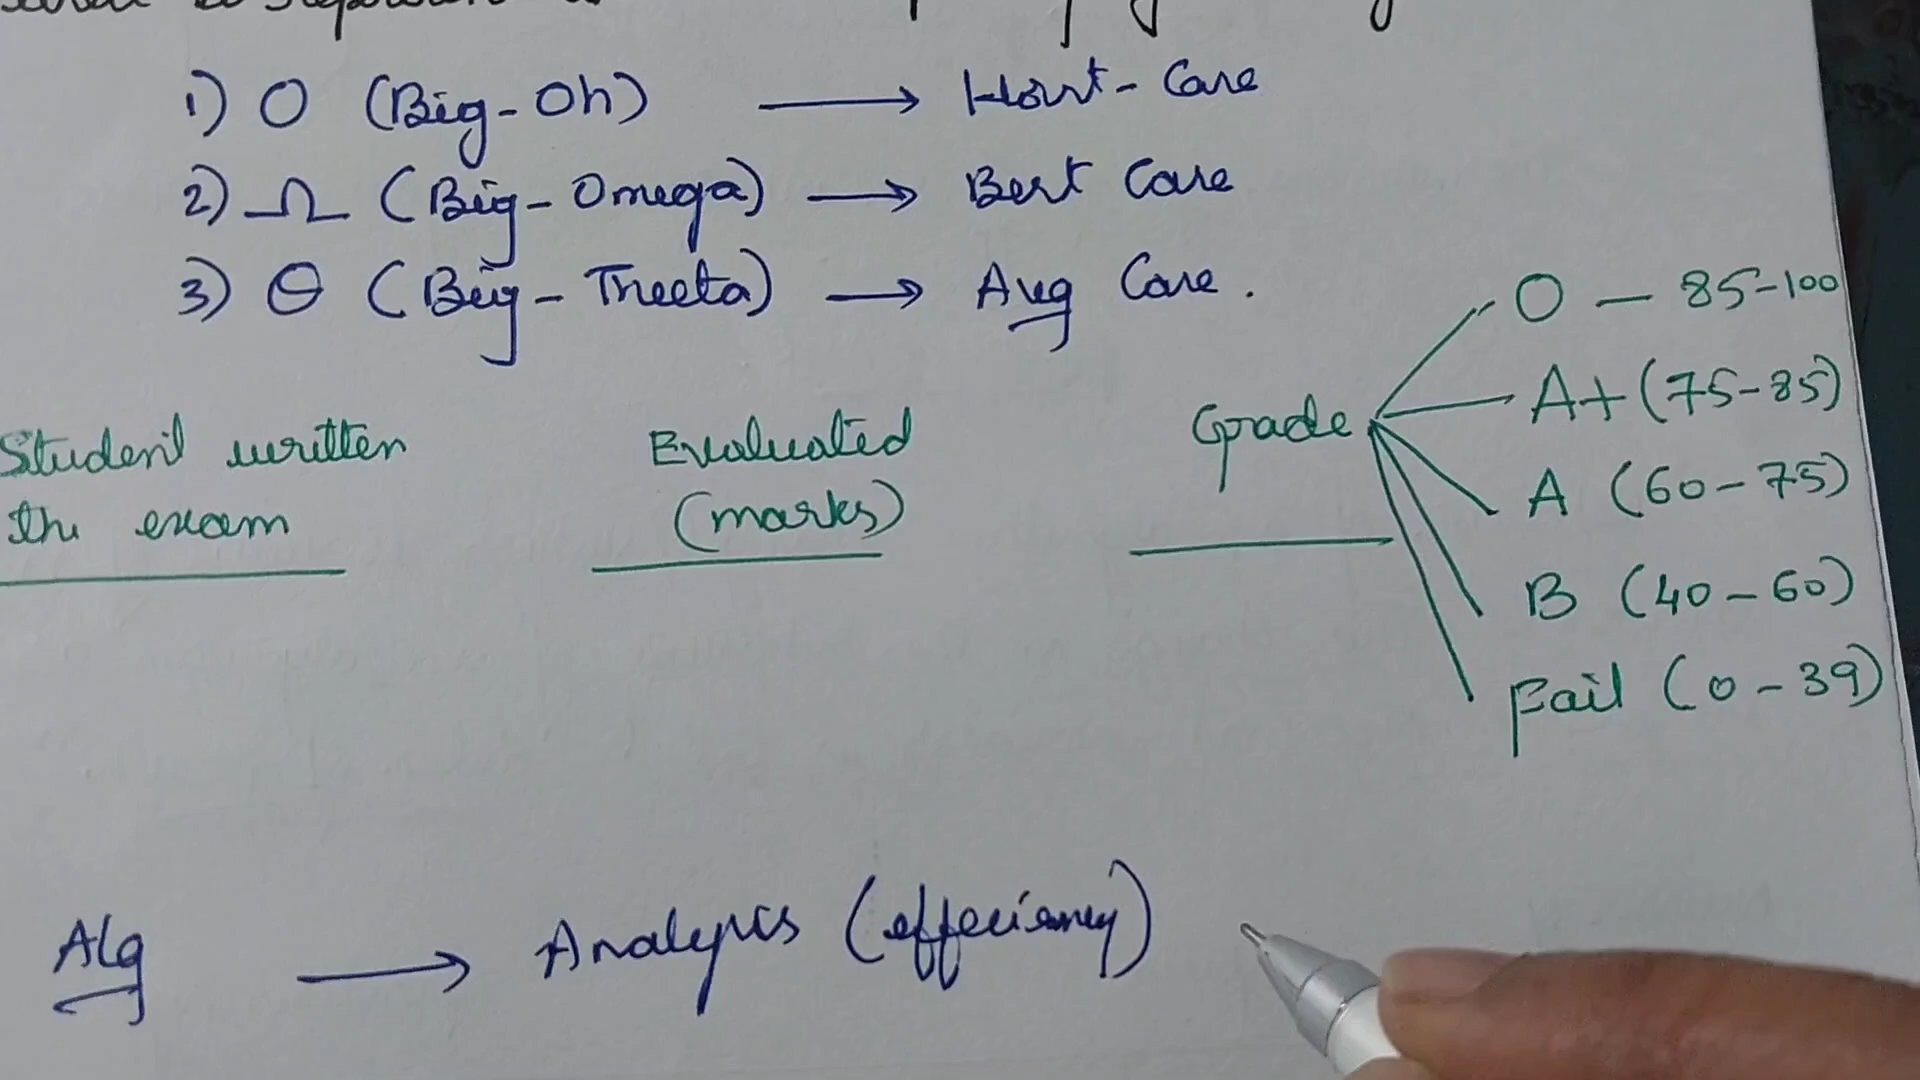 1) O (Big-Oh) → Worst-Case
2) Ω (Big-Omega) → Best Case
3) Θ (Big-Theeta) → Avg Case.
Student written
the exam
Evaluated
(marks)
Grade
O — 85-100
A+ (75-85)
A (60-75)
B (40-60)
Fail (0-39)
Alg → Analysis (effeciency)